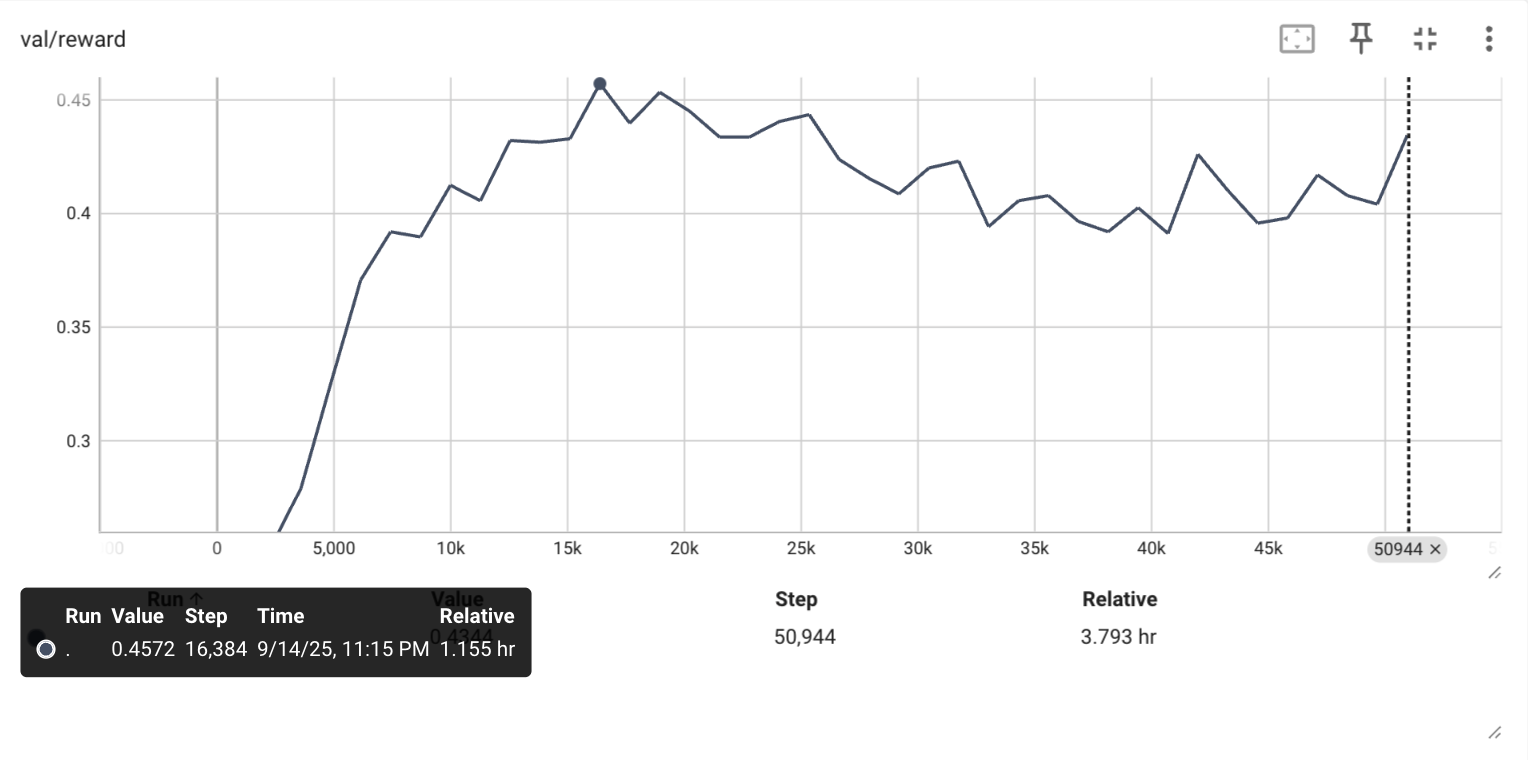 val/reward
0.45
0.4
0.35
0.3
00 0 5,000 10k 15k 20k 25k 30k 35k 40k 45k 50944 ×
Run ↑ Value Step Relative
0.4344 50,944 3.793 hr
Run Value Step Time Relative
. 0.4572 16,384 9/14/25, 11:15 PM 1.155 hr